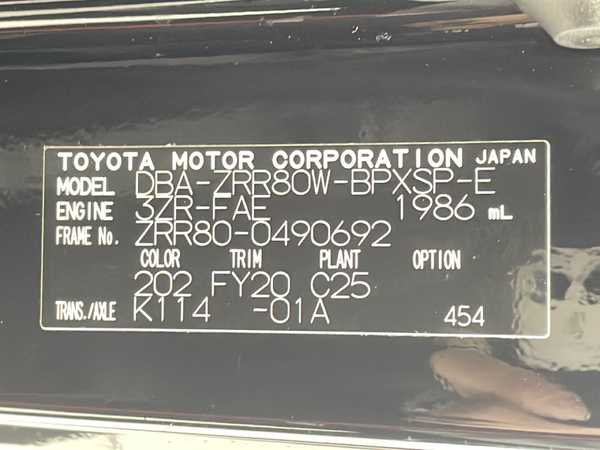 TOYOTA MOTOR CORPORATION JAPAN
MODEL DBA-ZRR80W-BPXSP-E
ENGINE 3ZR-FAE 1986 mL
FRAME No. ZRR80-0490692
COLOR TRIM PLANT OPTION
202 FY20 C25
TRANS./AXLE K114 -01A 454